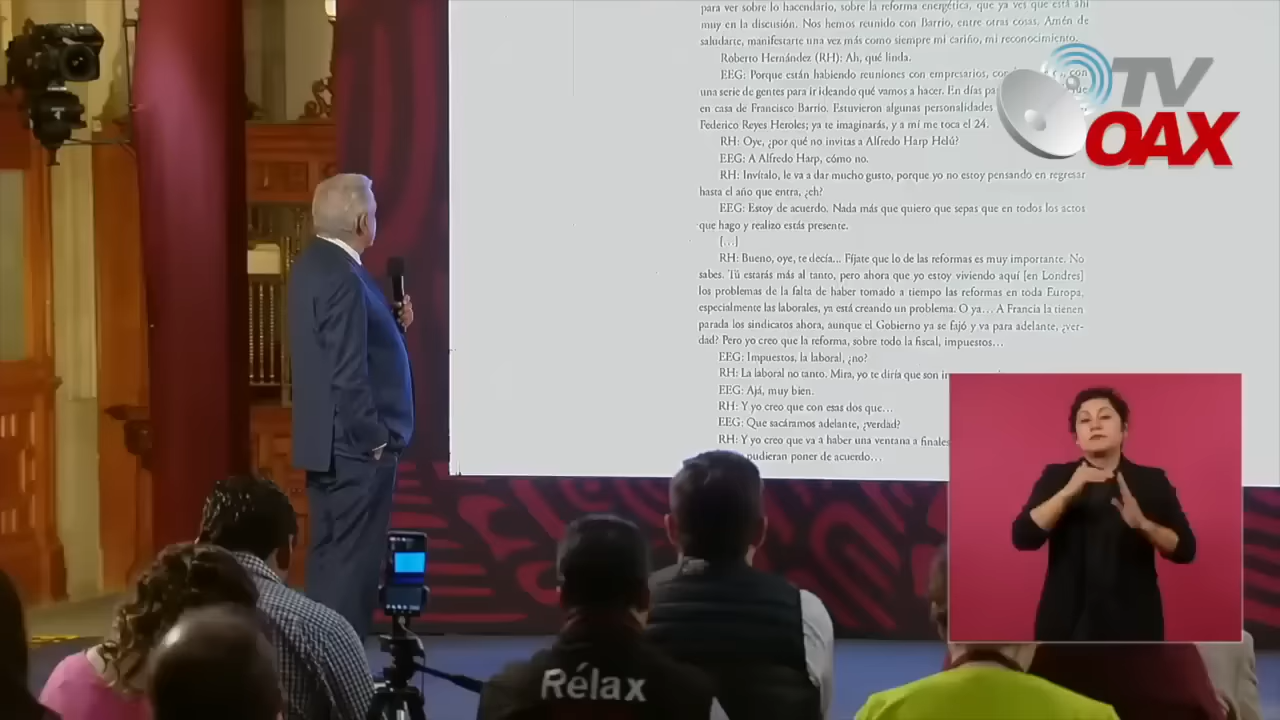 para ver sobre lo hacendario, sobre la reforma energética, que ya ves que está ahí
muy en la discusión. Nos hemos reunido con Barrio, entre otras cosas. Amén de
saludarte, manifestarte una vez más como siempre mi cariño, mi reconocimiento.
Roberto Hernández (RH): Ah, qué linda.
EEG: Porque están habiendo reuniones con empresarios, con
una serie de gentes para ir ideando qué vamos a hacer. En días
en casa de Francisco Barrio. Estuvieron algunas personalidades
Federico Reyes Heroles; ya te imaginarás, y a mí me toca el 24.
RH: Oye, ¿por qué no invitas a Alfredo Harp Helú?
EEG: A Alfredo Harp, cómo no.
RH: Invítalo, le va a dar mucho gusto, porque yo no estoy pensando en regresar
hasta el año que entra, ¿eh?
EEG: Estoy de acuerdo. Nada más que quiero que sepas que en todos los actos
que hago y realizo estás presente.
[...]
RH: Bueno, oye, te decía... Fíjate que lo de las reformas es muy importante. No
sabes. Tú estarás más al tanto, pero ahora que yo estoy viviendo aquí [en Londres]
los problemas de la falta de haber tomado a tiempo las reformas en toda Europa,
especialmente las laborales, ya está creando un problema. O ya... A Francia la tienen
parada los sindicatos ahora, aunque el Gobierno ya se fajó y va para adelante, ¿ver-
dad? Pero yo creo que la reforma, sobre todo la fiscal, impuestos...
EEG: Impuestos, la laboral, ¿no?
RH: La laboral no tanto. Mira, yo te diría que son
EEG: Ajá, muy bien.
RH: Y yo creo que con esas dos que...
EEG: Que sacáramos adelante, ¿verdad?
RH: Y yo creo que va a haber una ventana a finales
pudieran poner de acuerdo...
TV
OAX
Rélax